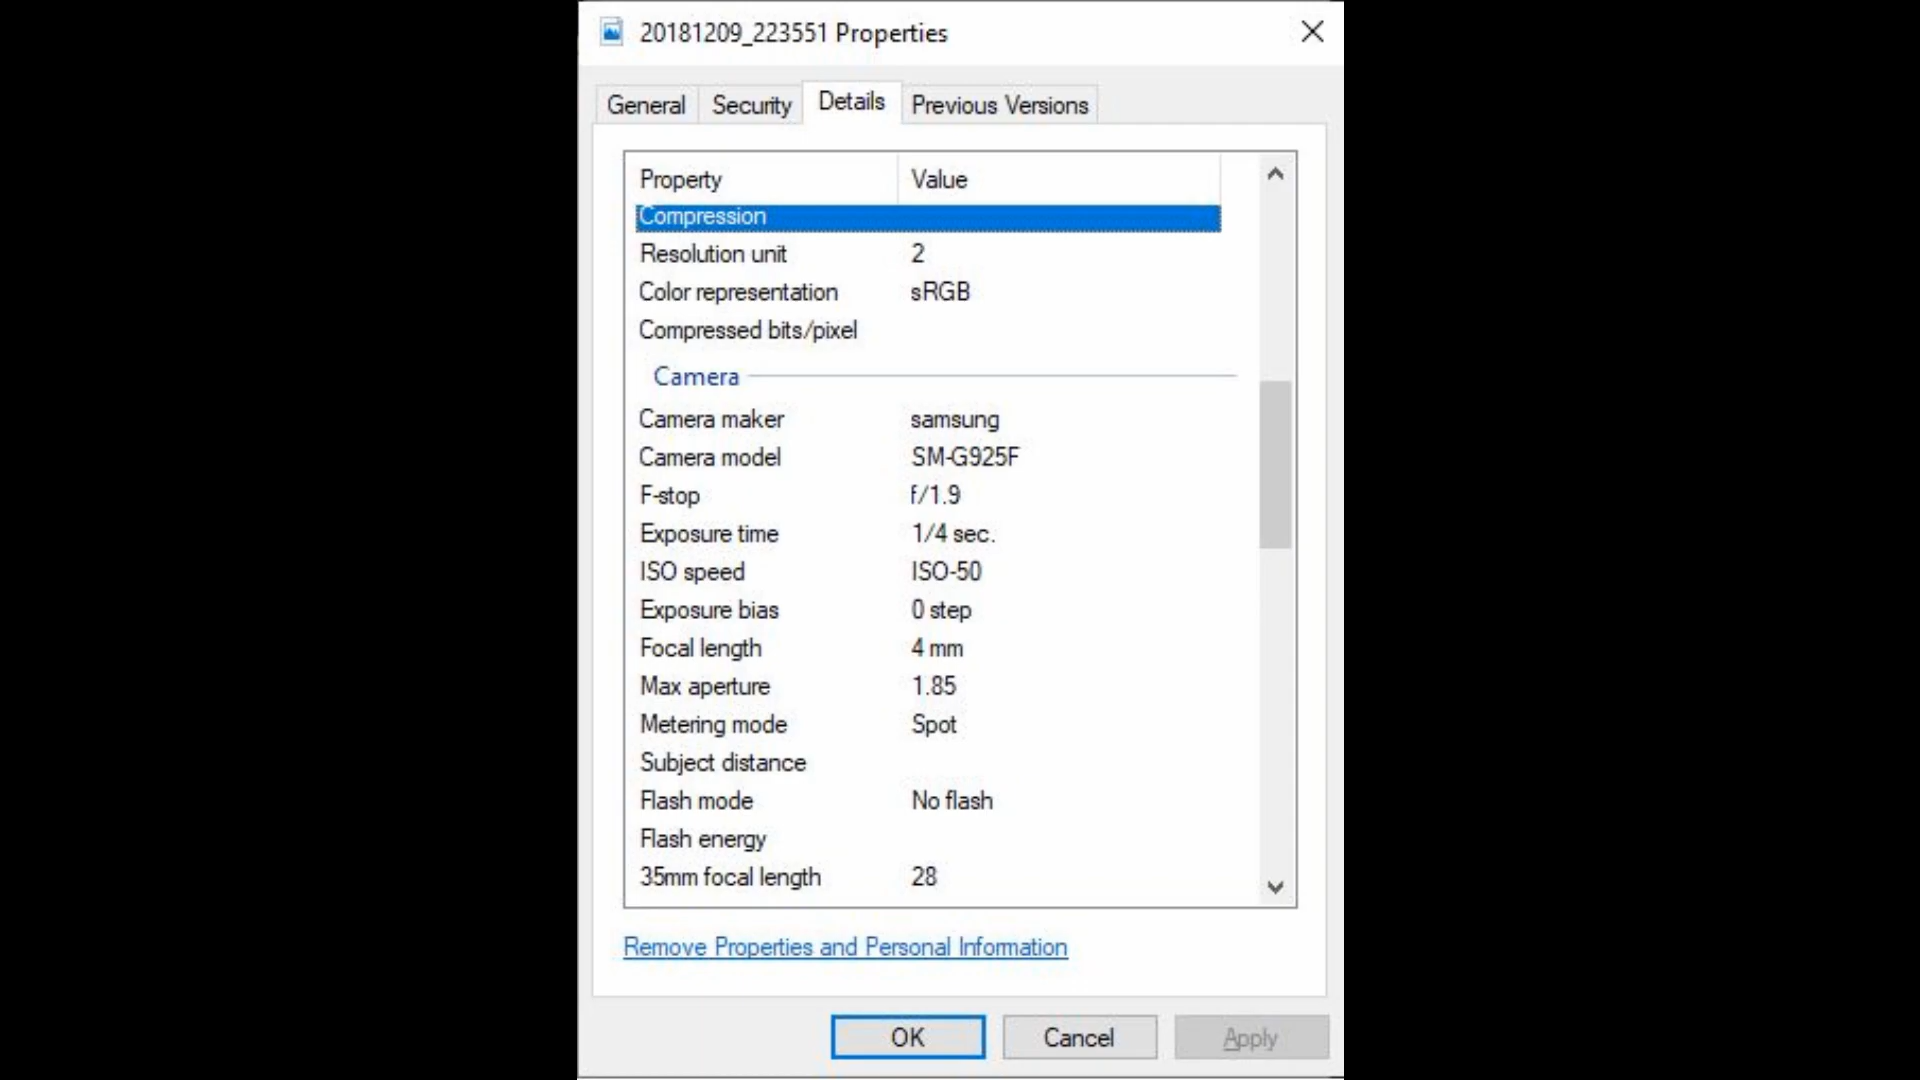 20181209_223551 Properties
General Security Details Previous Versions
Property Value
Compression
Resolution unit 2
Color representation sRGB
Compressed bits/pixel
Camera
Camera maker samsung
Camera model SM-G925F
F-stop f/1.9
Exposure time 1/4 sec.
ISO speed ISO-50
Exposure bias 0 step
Focal length 4 mm
Max aperture 1.85
Metering mode Spot
Subject distance
Flash mode No flash
Flash energy
35mm focal length 28
Remove Properties and Personal Information
OK Cancel Apply